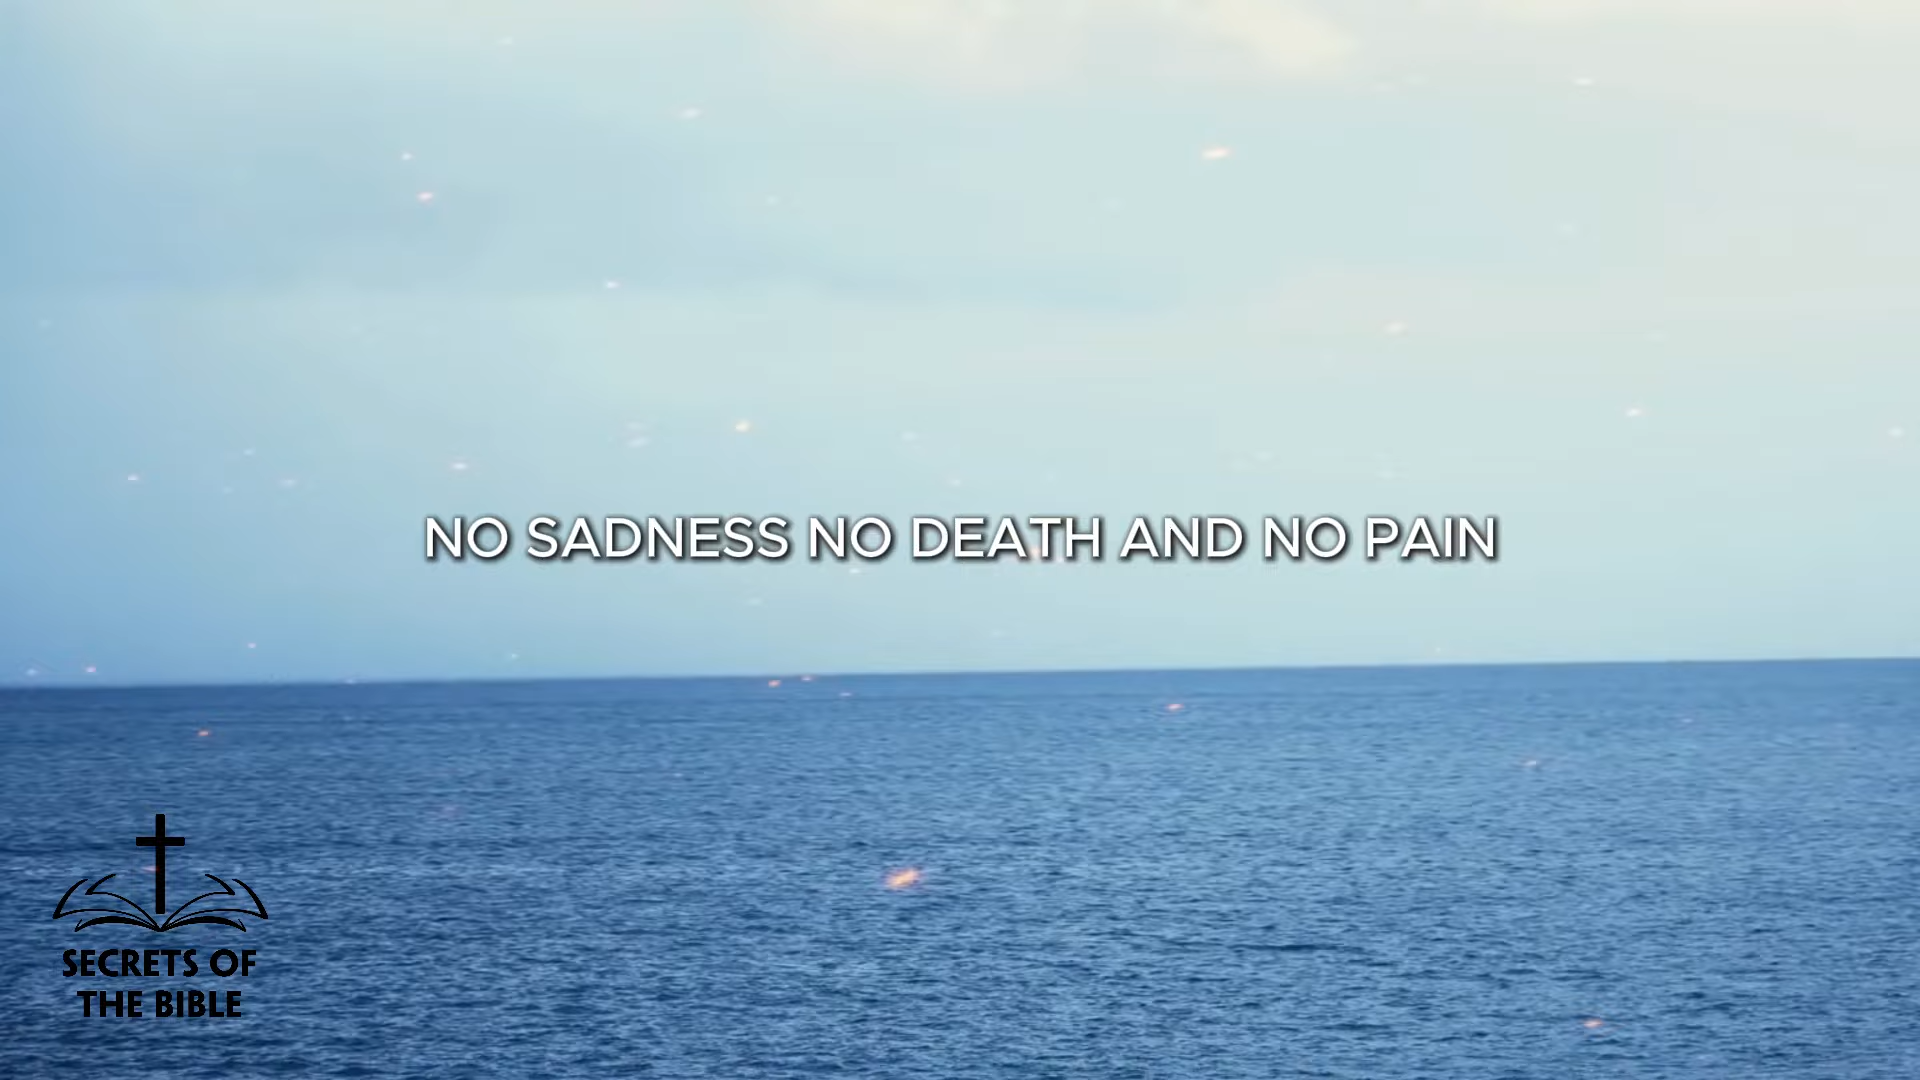 NO SADNESS NO DEATH AND NO PAIN
SECRETS OF
THE BIBLE